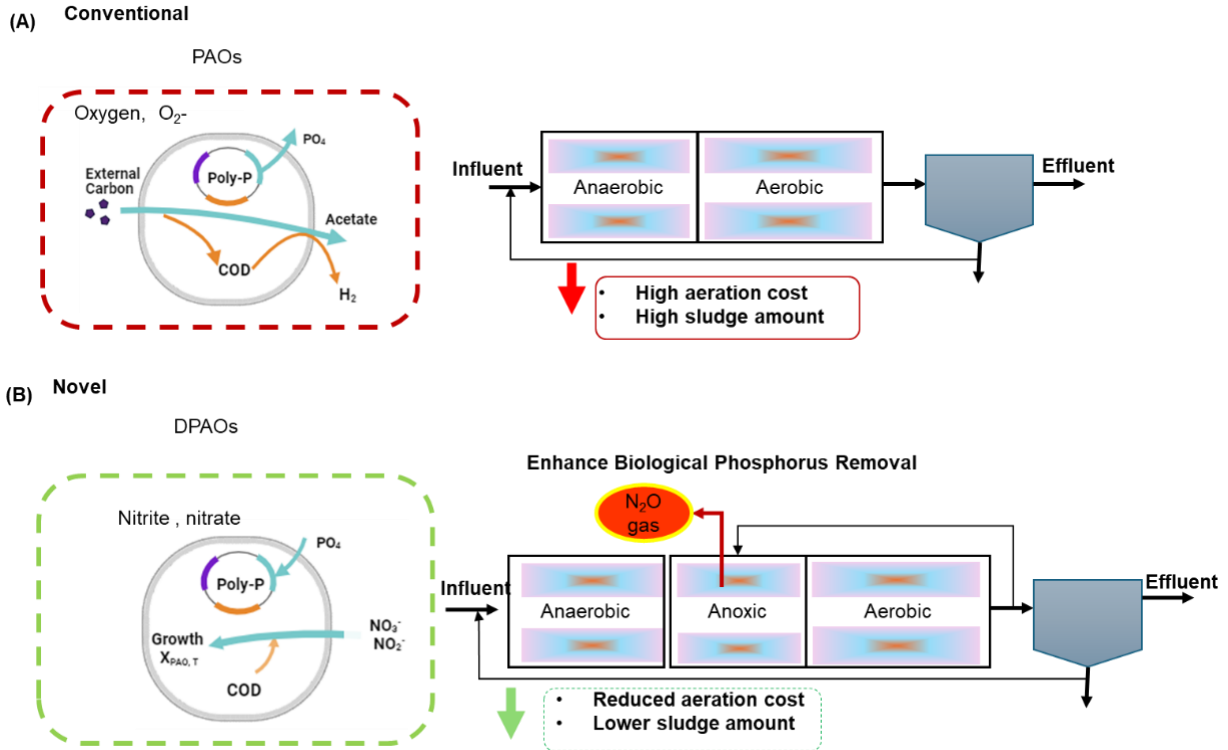 (A) Conventional
PAOs
Oxygen, O₂-
PO₄
Poly-P
External
Carbon
Acetate
COD
H₂
Influent
Anaerobic
Aerobic
Effluent
• High aeration cost
• High sludge amount
(B) Novel
DPAOs
Enhance Biological Phosphorus Removal
Nitrite , nitrate
PO₄
Poly-P
Growth
X_PAO, T
NO₃⁻
NO₂⁻
COD
N₂O
gas
Influent
Anaerobic
Anoxic
Aerobic
Effluent
• Reduced aeration cost
• Lower sludge amount